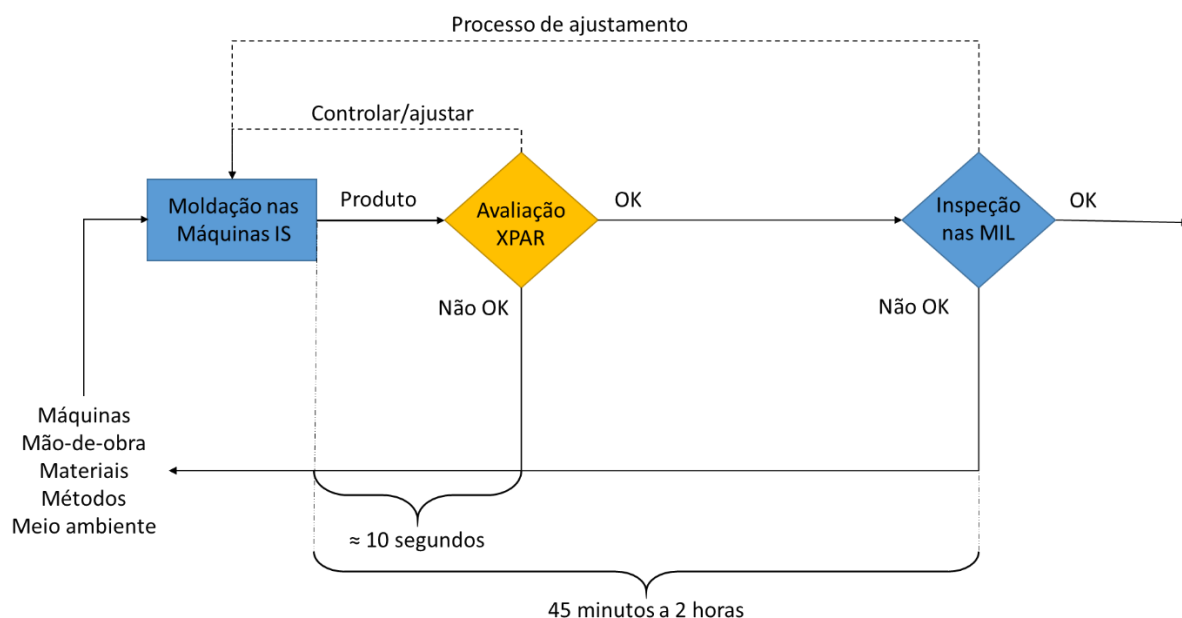 Processo de ajustamento
Controlar/ajustar
Moldação nas
Máquinas IS
Produto
Avaliação
XPAR
OK
Inspeção
nas MIL
OK
Não OK
Não OK
Máquinas
Mão-de-obra
Materiais
Métodos
Meio ambiente
≈ 10 segundos
45 minutos a 2 horas